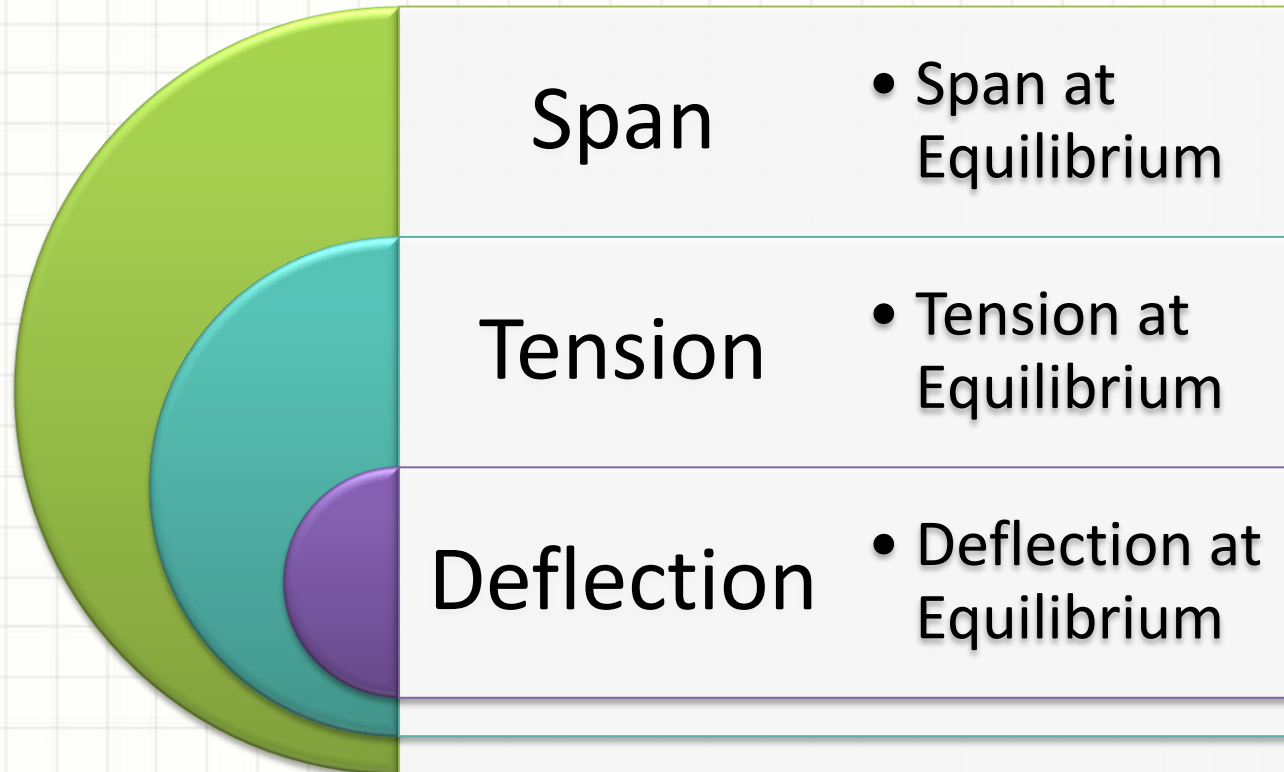 Span
• Span at
Equilibrium
Tension
• Tension at
Equilibrium
Deflection
• Deflection at
Equilibrium